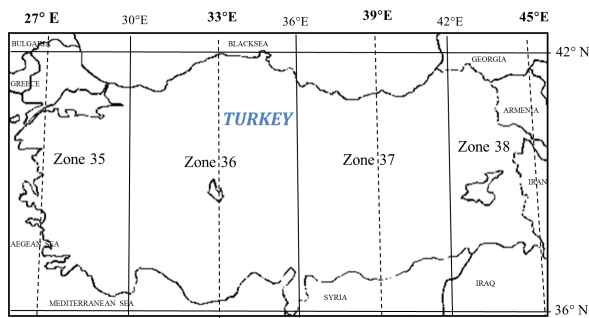 27° E 30°E 33°E 36°E 39°E 42°E 45°E
BULGARIA BLACKSEA 42° N
GEORGIA
GREECE
ARMENIA
TURKEY
Zone 35 Zone 36 Zone 37 Zone 38
IRAN
AEGEAN SEA
IRAQ
MEDITERRANEAN SEA SYRIA
36° N